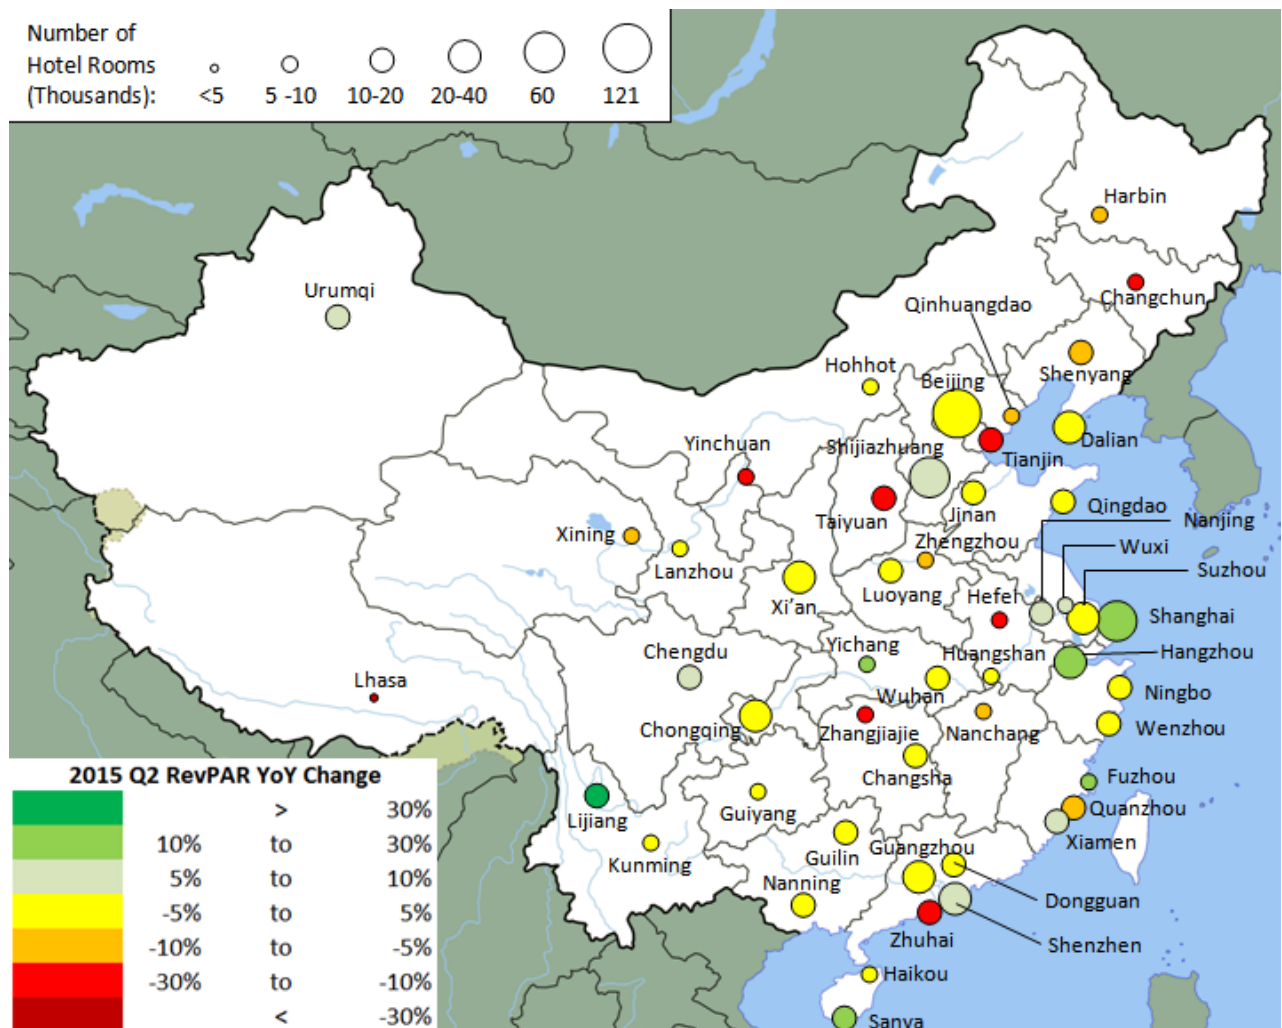 Number of
Hotel Rooms
(Thousands): <5 5 -10 10-20 20-40 60 121
Harbin
Urumqi
Changchun
Qinhuangdao
Hohhot
Shenyang
Beijing
Dalian
Yinchuan
Shijiazhuang
Tianjin
Qingdao
Taiyuan
Jinan
Nanjing
Xining
Zhengzhou
Wuxi
Lanzhou
Suzhou
Xi'an
Luoyang
Hefei
Shanghai
Yichang
Huangshan
Hangzhou
Chengdu
Lhasa
Wuhan
Ningbo
Chongqing
Zhangjiajie
Nanchang
Wenzhou
Changsha
Fuzhou
Quanzhou
Lijiang
Guiyang
Xiamen
Kunming
Guilin
Guangzhou
Nanning
Dongguan
Zhuhai
Shenzhen
Haikou
Sanya
2015 Q2 RevPAR YoY Change
> 30%
10% to 30%
5% to 10%
-5% to 5%
-10% to -5%
-30% to -10%
< -30%